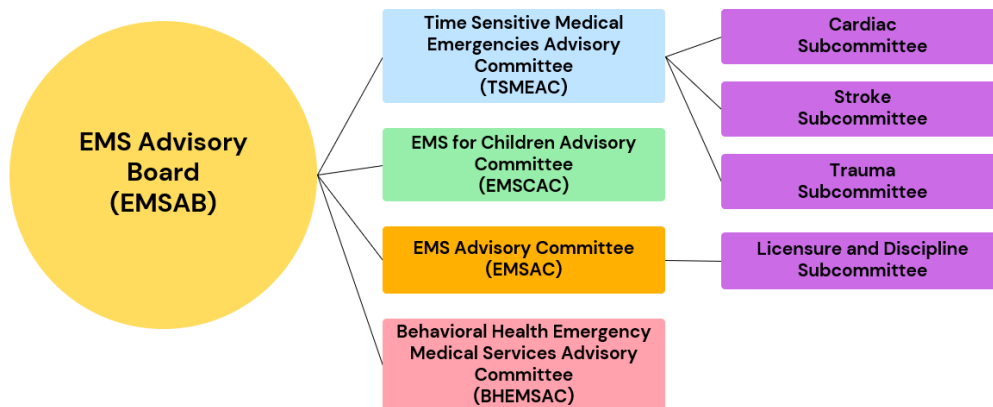 EMS Advisory
Board
(EMSAB)
Time Sensitive Medical
Emergencies Advisory
Committee
(TSMEAC)
EMS for Children Advisory
Committee
(EMSCAC)
EMS Advisory Committee
(EMSAC)
Behavioral Health Emergency
Medical Services Advisory
Committee
(BHEMSAC)
Cardiac
Subcommittee
Stroke
Subcommittee
Trauma
Subcommittee
Licensure and Discipline
Subcommittee